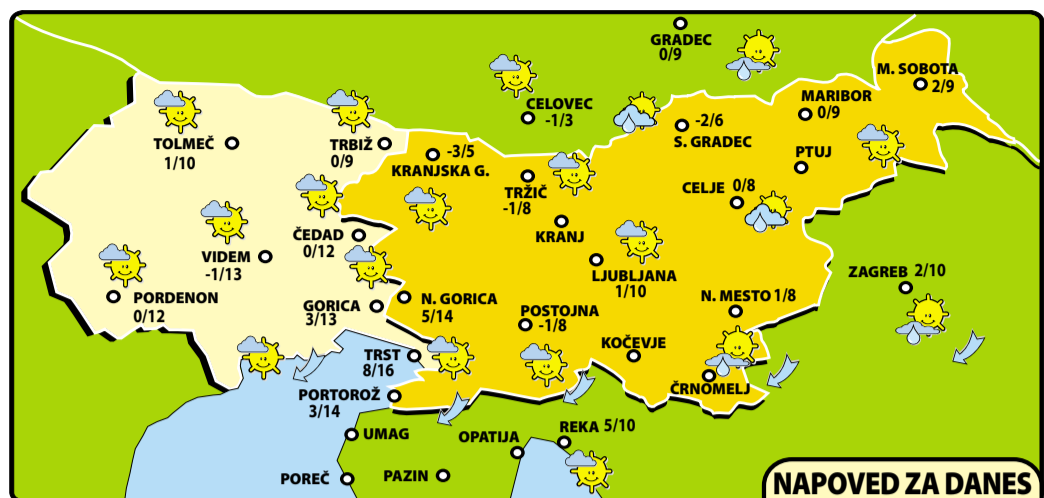 GRADEC
0/9
M. SOBOTA
2/9
CELOVEC
-1/3
MARIBOR
0/9
-2/6
S. GRADEC
TOLMEČ
1/10
TRBIŽ
0/9
-3/5
KRANJSKA G.
PTUJ
TRŽIČ
-1/8
CELJE 0/8
ČEDAD
0/12
KRANJ
VIDEM
-1/13
LJUBLJANA
1/10
ZAGREB 2/10
PORDENON
0/12
GORICA
3/13
N. GORICA
5/14
POSTOJNA
-1/8
N. MESTO 1/8
KOČEVJE
TRST
8/16
ČRNOMELJ
PORTOROŽ
3/14
UMAG
OPATIJA
REKA 5/10
POREČ
PAZIN
NAPOVED ZA DANES